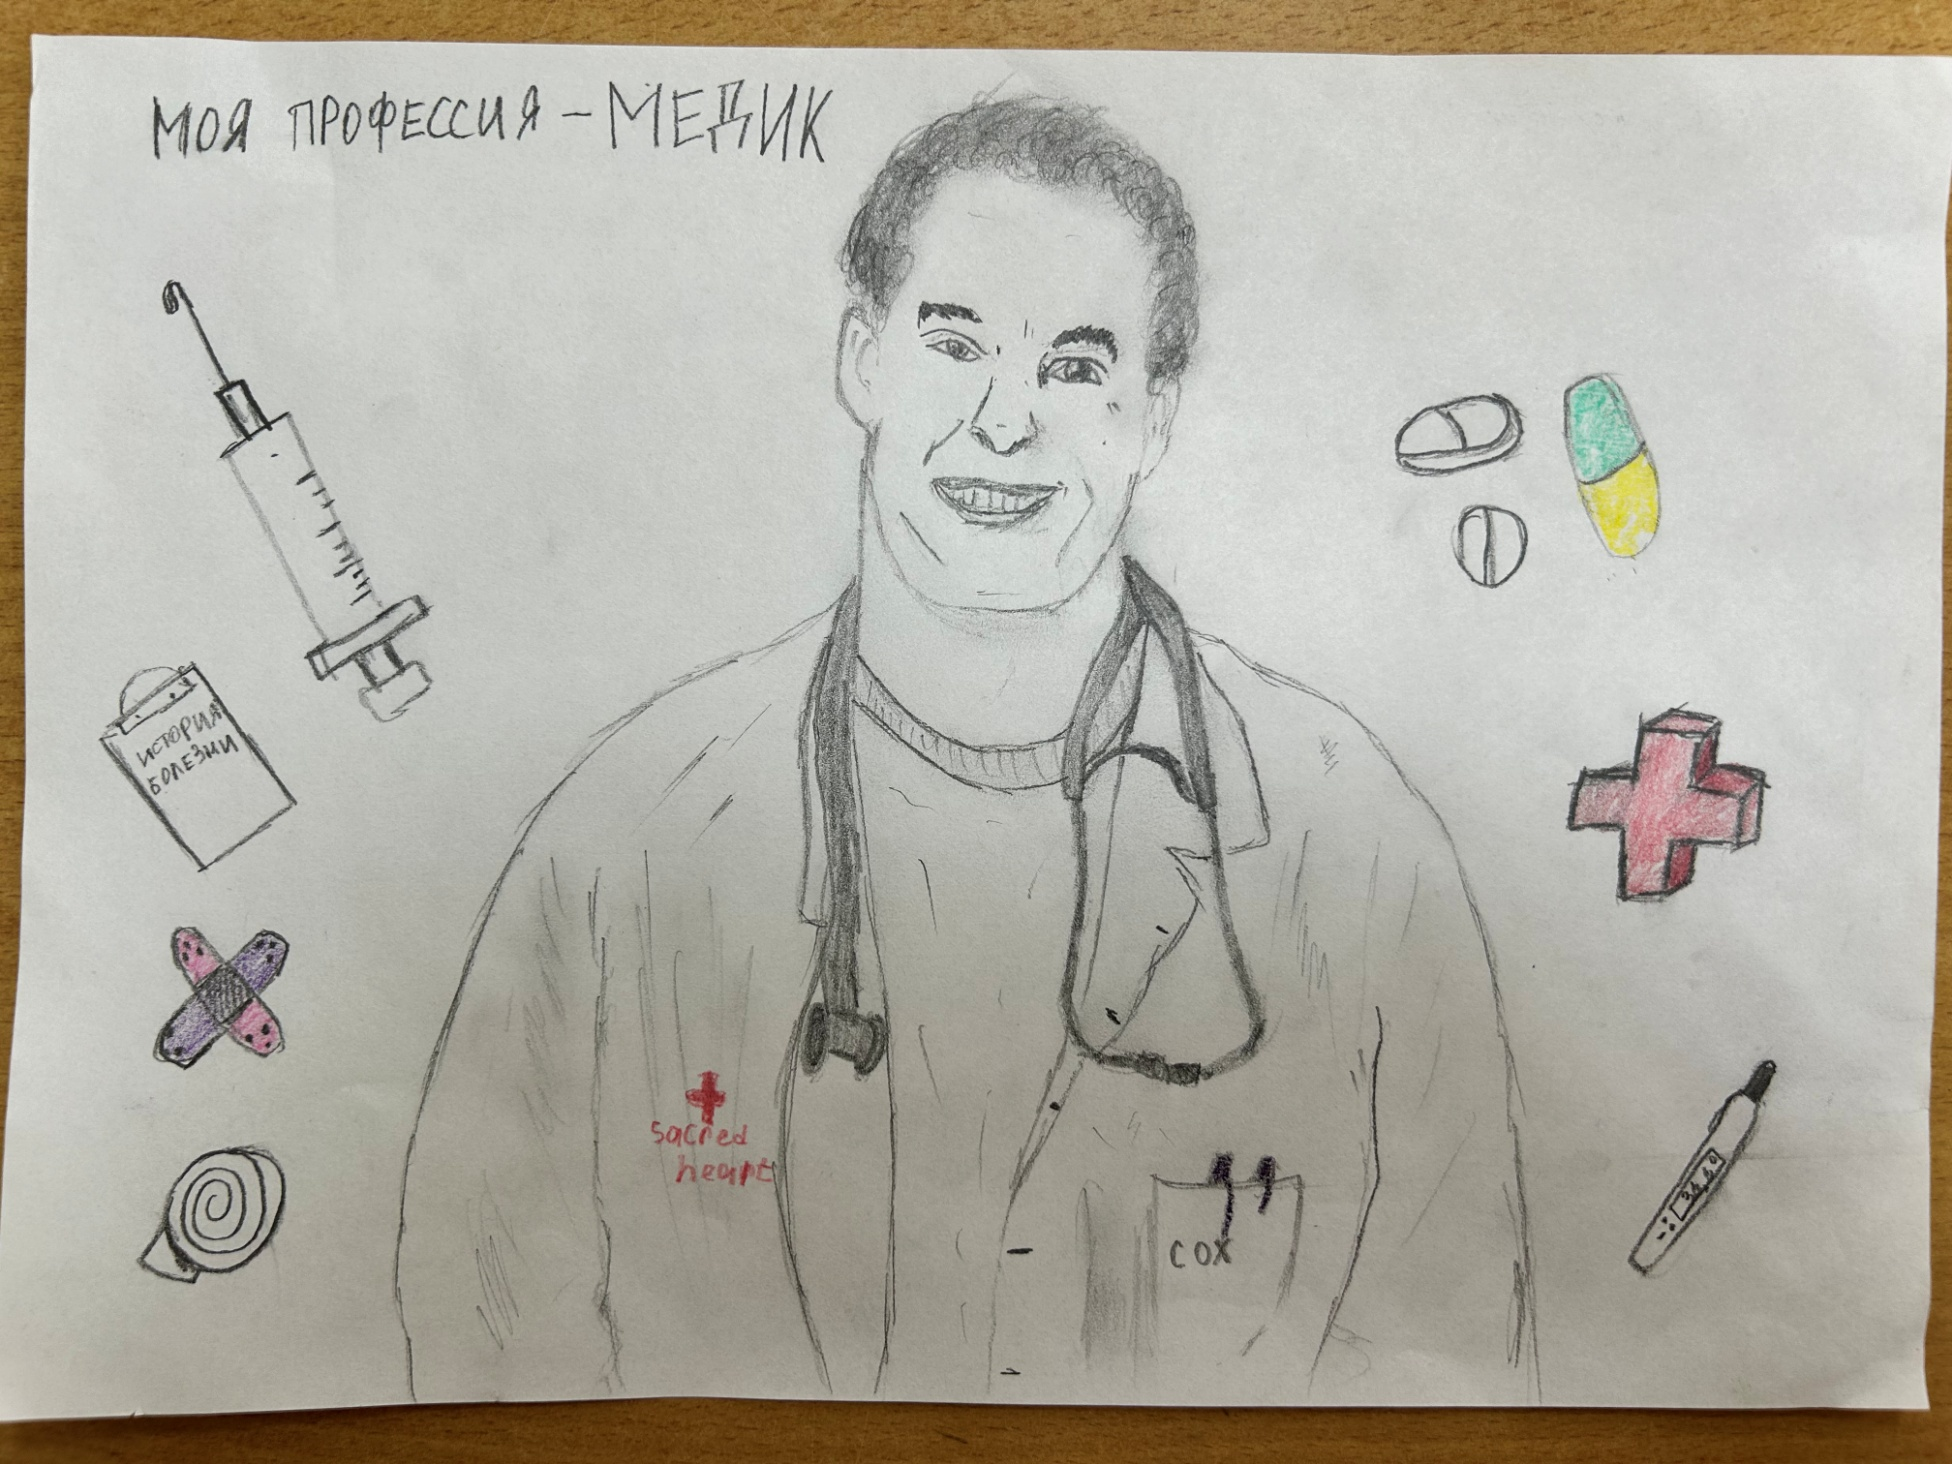 МОЯ ПРОФЕССИЯ – МЕДИК
ИСТОРИЯ
БОЛЕЗНИ
sacred
heart
COX